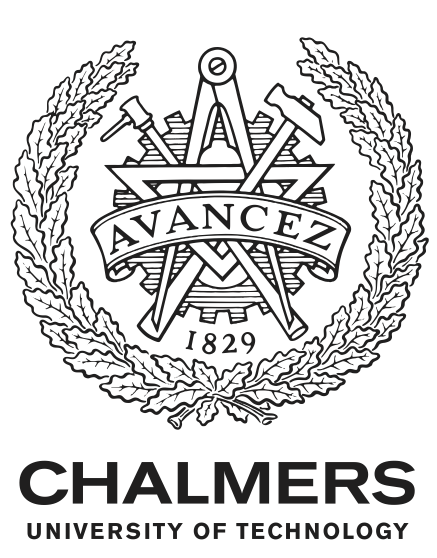 AVANCEZ
1829
CHALMERS
UNIVERSITY OF TECHNOLOGY